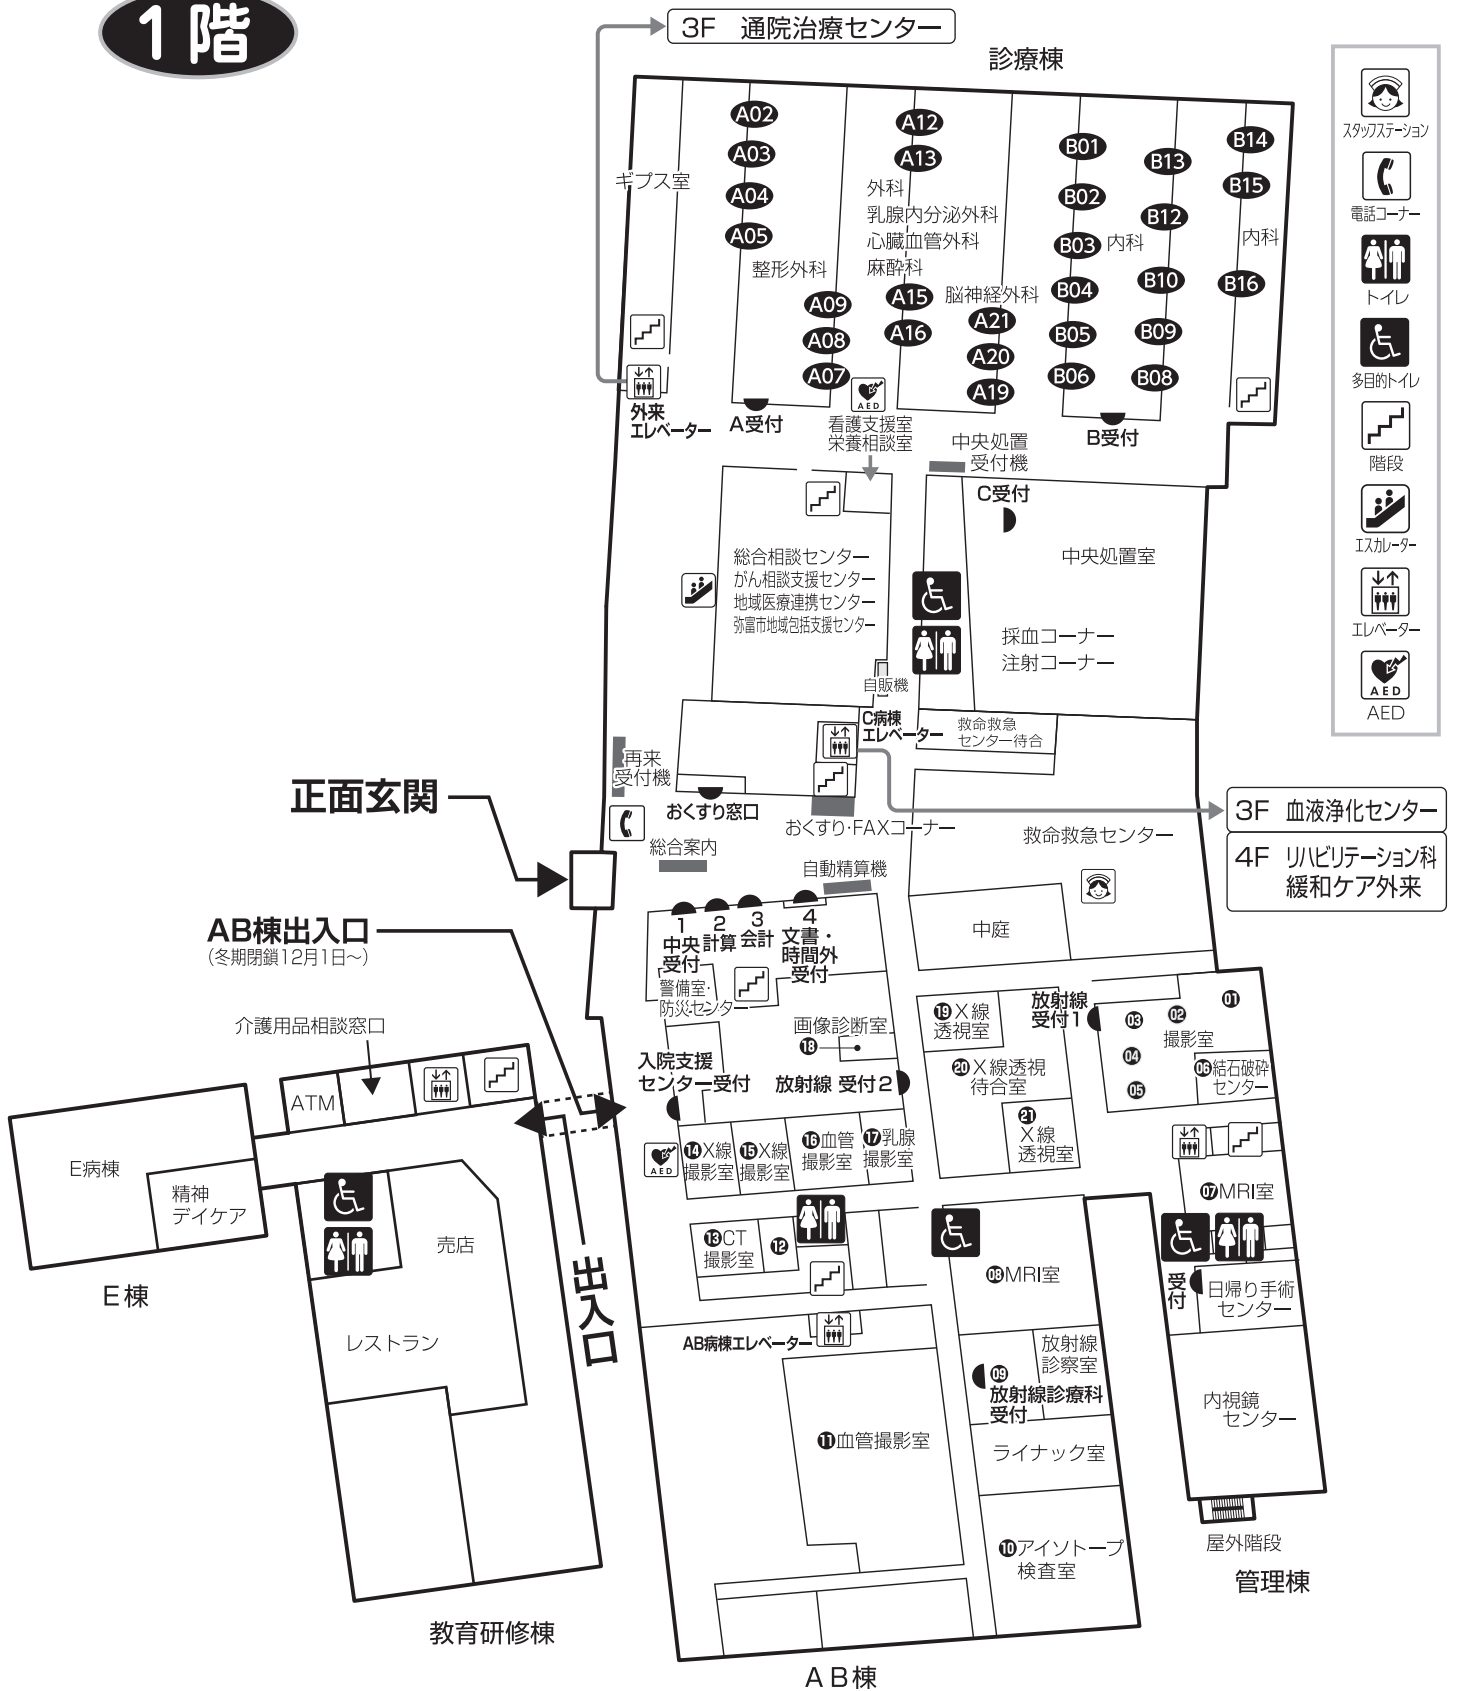 1階
3F 通院治療センター
診療棟
スタッフステーション
電話コーナー
トイレ
多目的トイレ
階段
エスカレーター
エレベーター
AED
AED
A02
A03
A04
A05
ギプス室
整形外科
A09
A08
A07
A12
A13
外科
乳腺内分泌外科
心臓血管外科
麻酔科
A15
A16
脳神経外科
A21
A20
A19
B01
B02
B03
内科
B04
B05
B06
B13
B12
B10
B09
B08
B14
B15
内科
B16
外来
エレベーター
A受付
AED
看護支援室
栄養相談室
B受付
中央処置
受付機
C受付
中央処置室
総合相談センター
がん相談支援センター
地域医療連携センター
弥富市地域包括支援センター
採血コーナー
注射コーナー
自販機
C病棟
エレベーター
救命救急
センター待合
再来
受付機
正面玄関
おくすり窓口
おくすり・FAXコーナー
3F 血液浄化センター
4F リハビリテーション科
緩和ケア外来
総合案内
自動精算機
救命救急センター
中庭
AB棟出入口
(冬期閉鎖12月1日〜)
1
中央
受付
2
計算
3
会計
4
文書・
時間外
受付
警備室・
防災センター
画像診断室
18
入院支援
センター受付
放射線 受付2
19X線
透視室
20X線透視
待合室
21
X線
透視室
放射線
受付1
01
02
03
撮影室
04
05
06結石破砕
センター
介護用品相談窓口
ATM
E病棟
精神
デイケア
E棟
売店
レストラン
出入口
教育研修棟
AED
14X線
撮影室
15X線
撮影室
16血管
撮影室
17乳腺
撮影室
13CT
撮影室
12
AB病棟エレベーター
11血管撮影室
07MRI室
08MRI室
受付
日帰り手術
センター
放射線
診察室
09
放射線診療科
受付
ライナック室
10アイソトープ
検査室
内視鏡
センター
屋外階段
管理棟
AB棟